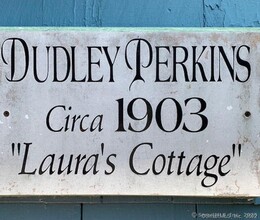 DUDLEY PERKINS
Circa 1903
"Laura's Cottage"